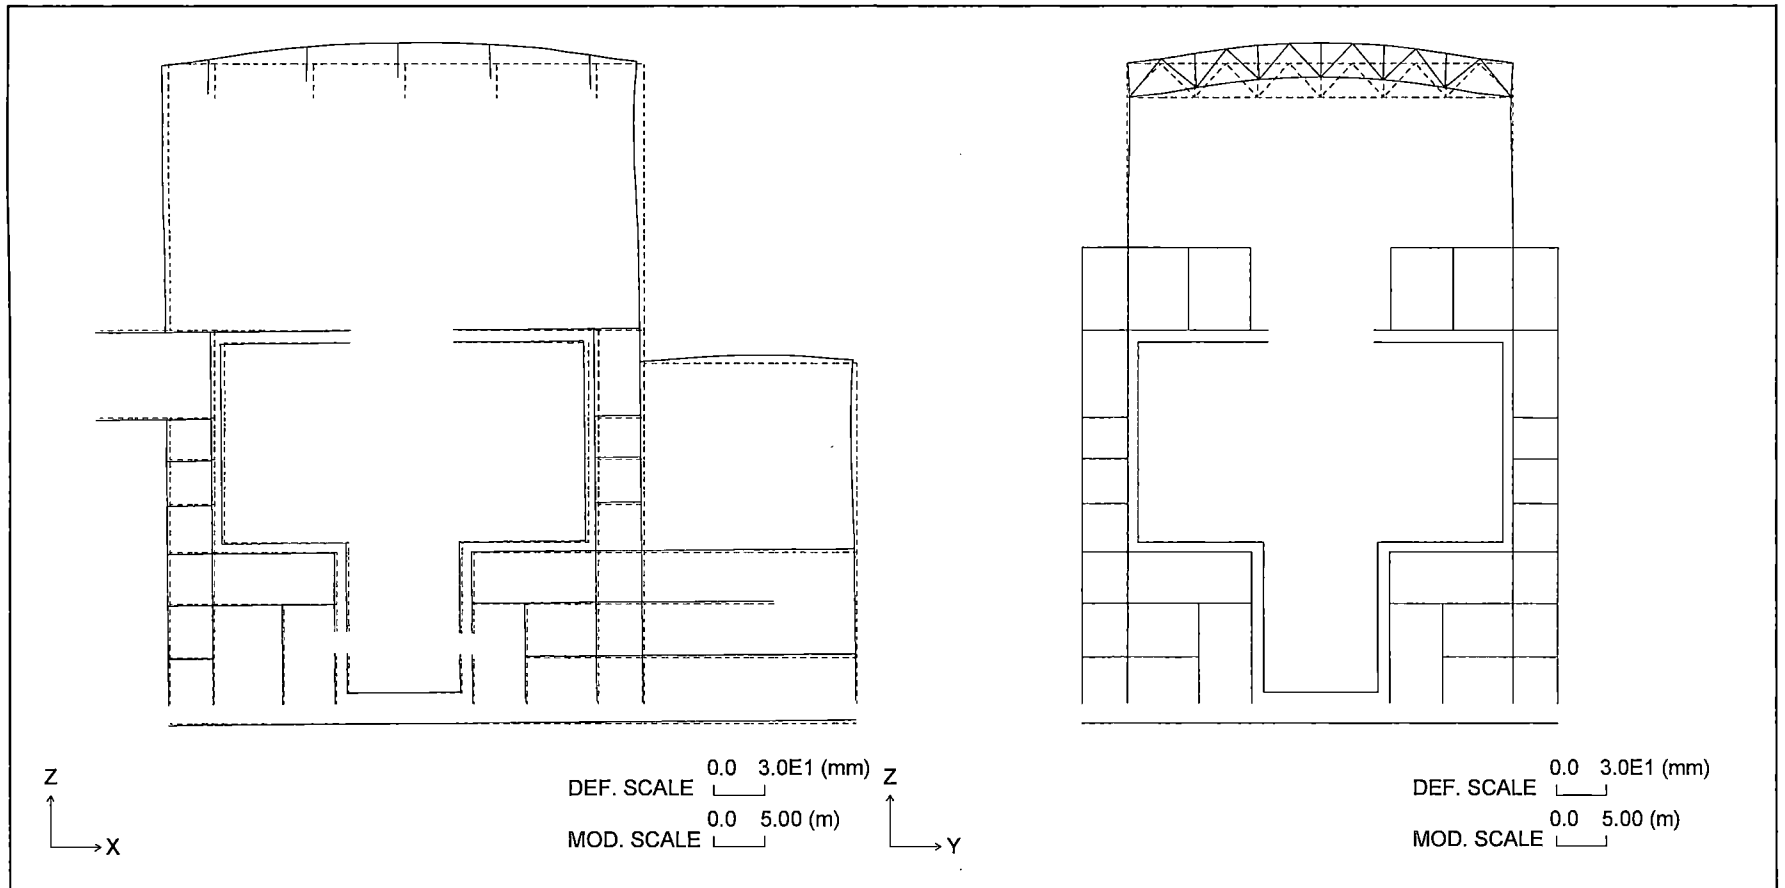 Z
X
0.0 3.0E1 (mm)
DEF. SCALE
0.0 5.00 (m)
MOD. SCALE
Z
Y
0.0 3.0E1 (mm)
DEF. SCALE
0.0 5.00 (m)
MOD. SCALE